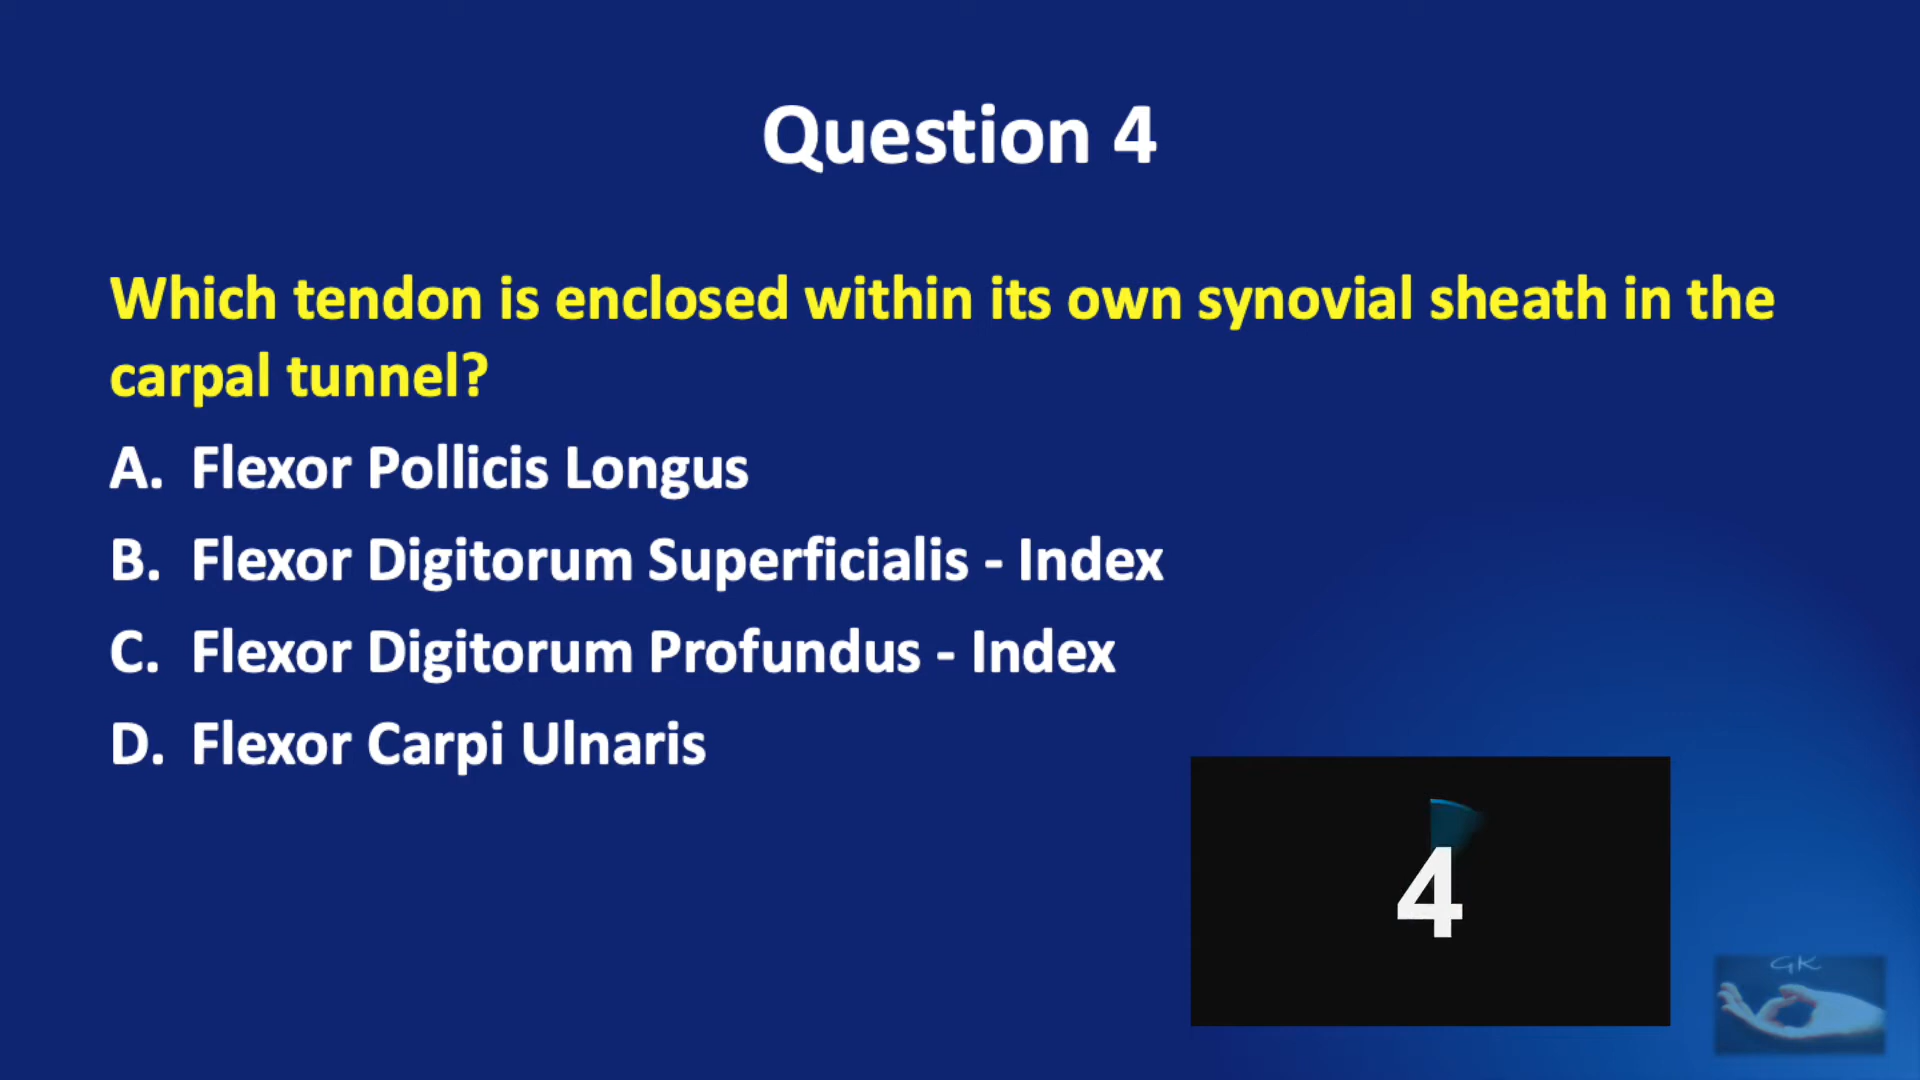 Question 4
Which tendon is enclosed within its own synovial sheath in the
carpal tunnel?
A. Flexor Pollicis Longus
B. Flexor Digitorum Superficialis - Index
C. Flexor Digitorum Profundus - Index
D. Flexor Carpi Ulnaris
4
GK